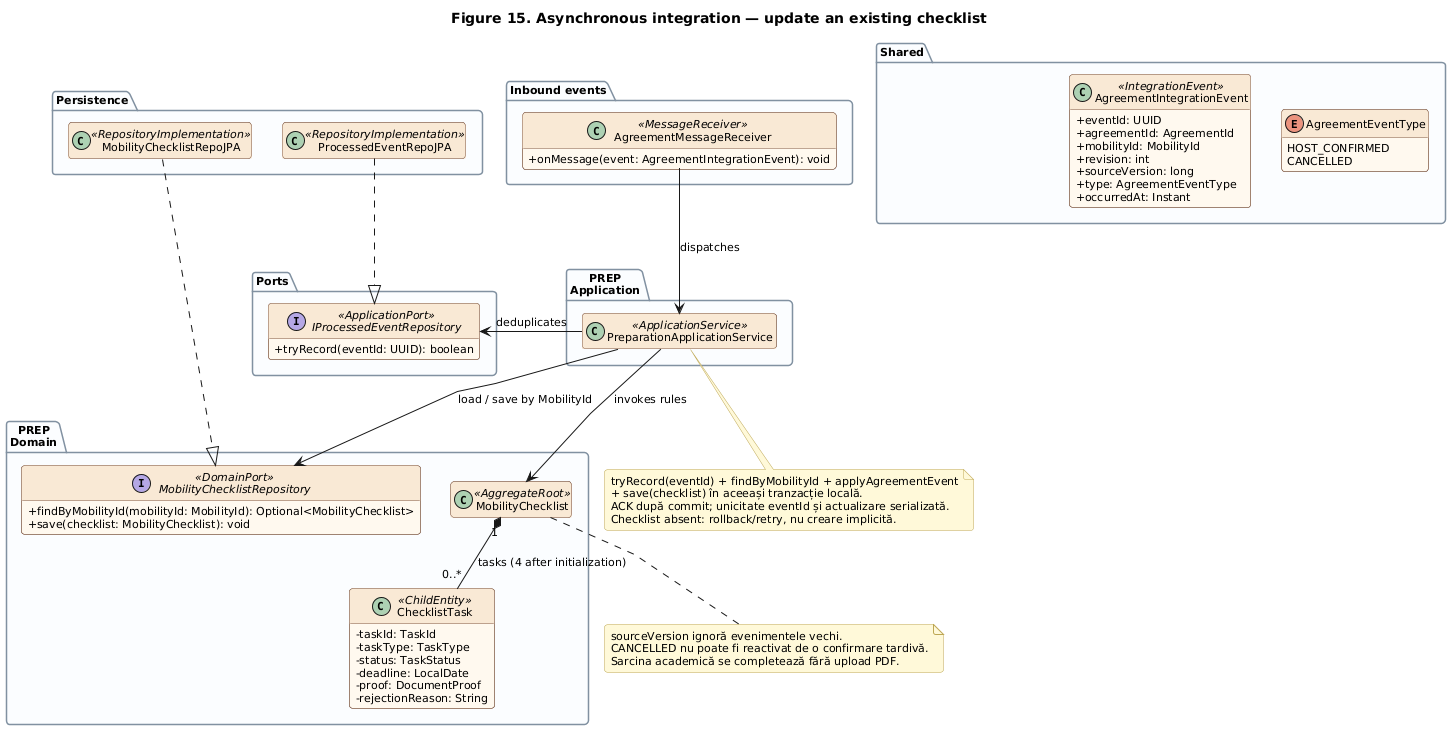 Figure 15. Asynchronous integration — update an existing checklist
Shared
«IntegrationEvent»
AgreementIntegrationEvent
+eventId: UUID
+agreementId: AgreementId
+mobilityId: MobilityId
+revision: int
+sourceVersion: long
+type: AgreementEventType
+occurredAt: Instant
AgreementEventType
HOST_CONFIRMED
CANCELLED
Persistence
«RepositoryImplementation»
MobilityChecklistRepoJPA
«RepositoryImplementation»
ProcessedEventRepoJPA
Inbound events
«MessageReceiver»
AgreementMessageReceiver
+onMessage(event: AgreementIntegrationEvent): void
dispatches
Ports
«ApplicationPort»
IProcessedEventRepository
+tryRecord(eventId: UUID): boolean
deduplicates
PREP
Application
«ApplicationService»
PreparationApplicationService
load / save by MobilityId
invokes rules
PREP
Domain
«DomainPort»
MobilityChecklistRepository
+findByMobilityId(mobilityId: MobilityId): Optional<MobilityChecklist>
+save(checklist: MobilityChecklist): void
«AggregateRoot»
MobilityChecklist
1
tasks (4 after initialization)
0..*
«ChildEntity»
ChecklistTask
-taskId: TaskId
-taskType: TaskType
-status: TaskStatus
-deadline: LocalDate
-proof: DocumentProof
-rejectionReason: String
tryRecord(eventId) + findByMobilityId + applyAgreementEvent
+ save(checklist) în aceeași tranzacție locală.
ACK după commit; unicitate eventId și actualizare serializată.
Checklist absent: rollback/retry, nu creare implicită.
sourceVersion ignoră evenimentele vechi.
CANCELLED nu poate fi reactivat de o confirmare tardivă.
Sarcina academică se completează fără upload PDF.
C
C
C
I
C
I
C
C
C
E